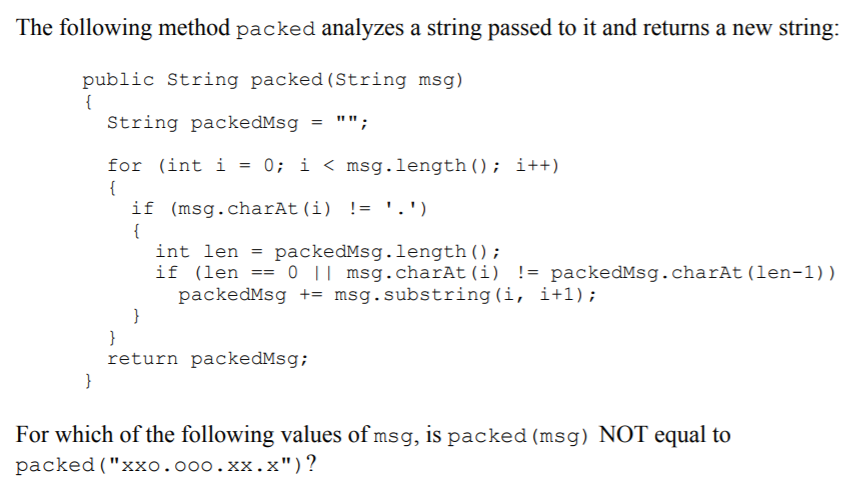 The following method packed analyzes a string passed to it and returns a new string:
public String packed(String msg)
{
String packedMsg = "";
for (int i = 0; i < msg.length(); i++)
{
if (msg.charAt(i) != '.')
{
int len = packedMsg.length();
if (len == 0 || msg.charAt(i) != packedMsg.charAt(len-1))
packedMsg += msg.substring(i, i+1);
}
}
return packedMsg;
}
For which of the following values of msg, is packed(msg) NOT equal to
packed("xxo.ooo.xx.x")?